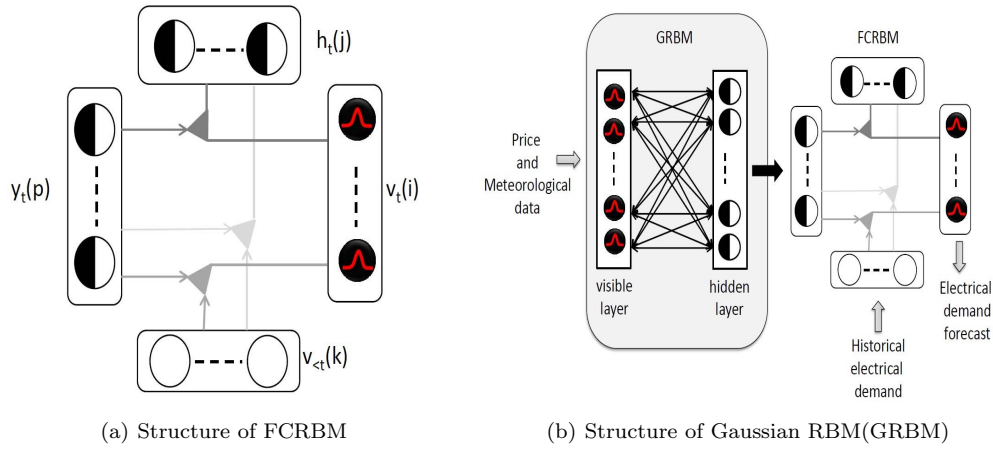 h_t(j)
y_t(p)
v_t(i)
v_{<t}(k)
(a) Structure of FCRBM
GRBM
FCRBM
Price
and
Meteorological
data
visible
layer
hidden
layer
Historical
electrical
demand
Electrical
demand
forecast
(b) Structure of Gaussian RBM(GRBM)